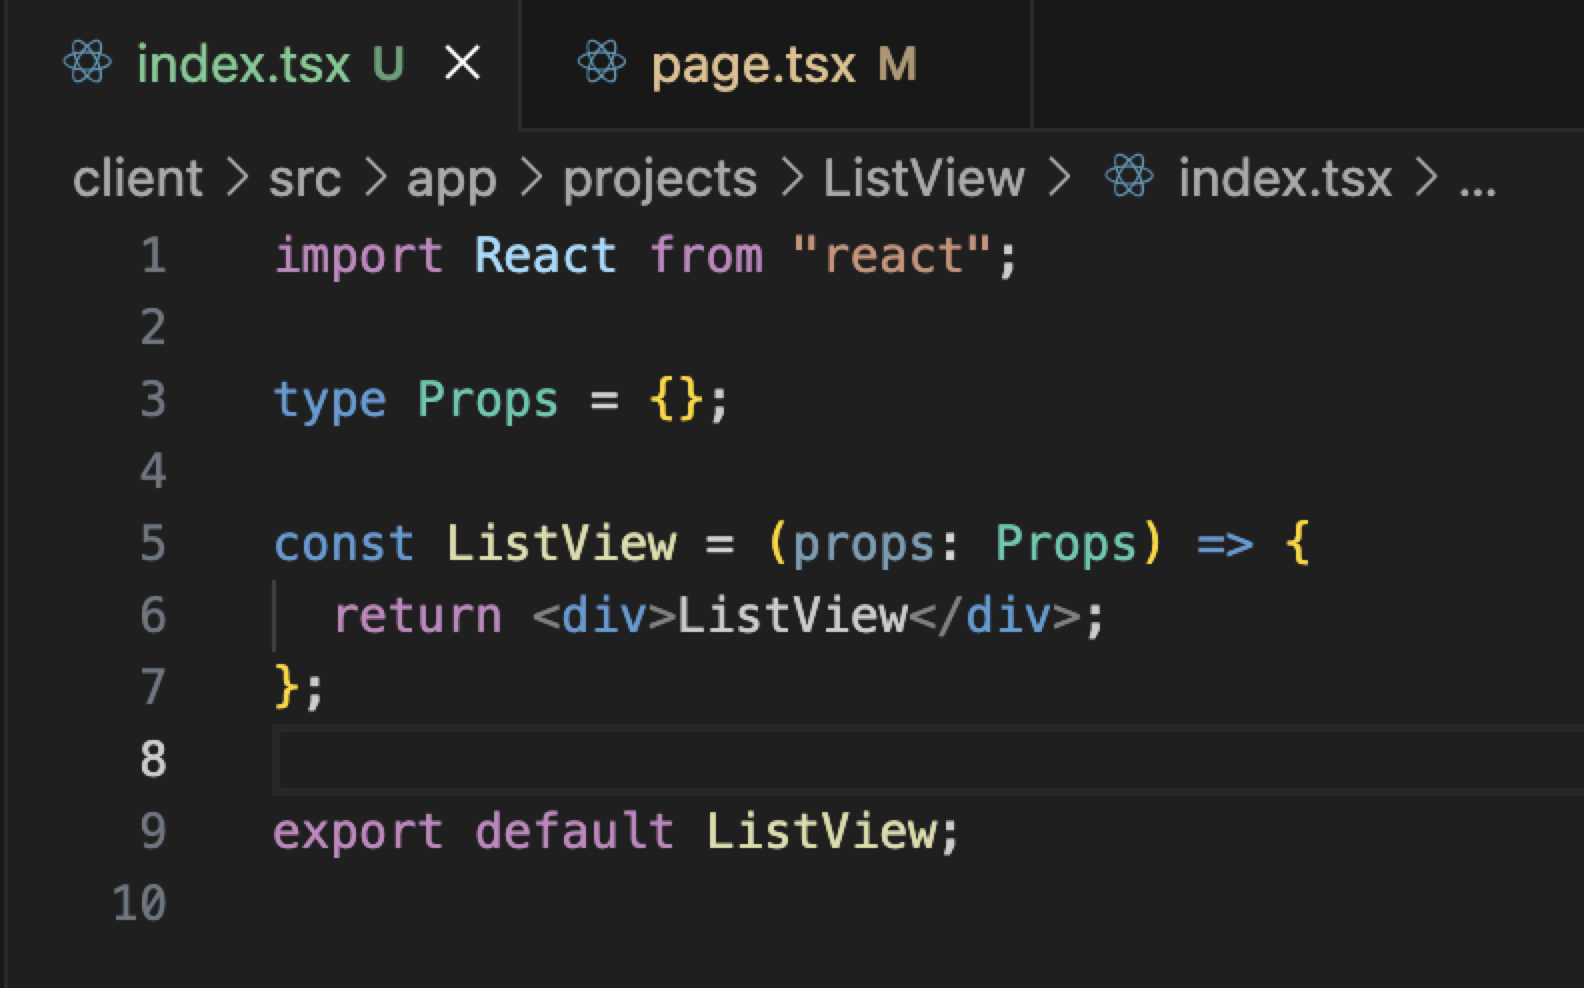 index.tsx U page.tsx M
client > src > app > projects > ListView > index.tsx > ...
1 import React from "react";
2
3 type Props = {};
4
5 const ListView = (props: Props) => {
6   return <div>ListView</div>;
7 };
8
9 export default ListView;
10